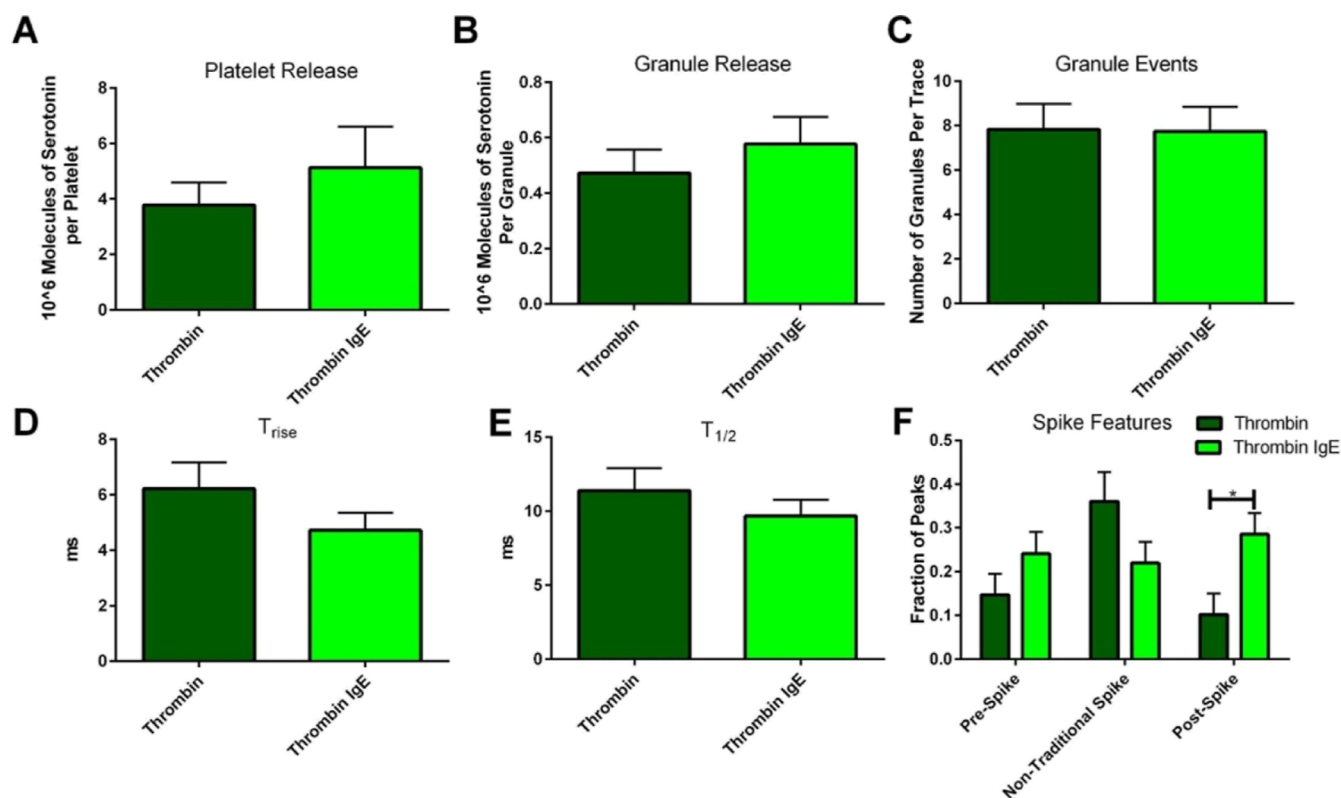 A
Platelet Release
10^6 Molecules of Serotonin
per Platelet
8
6
4
2
0
Thrombin
Thrombin IgE
B
Granule Release
10^6 Molecules of Serotonin
Per Granule
0.8
0.6
0.4
0.2
0.0
Thrombin
Thrombin IgE
C
Granule Events
Number of Granules Per Trace
10
8
6
4
2
0
Thrombin
Thrombin IgE
D
Trise
ms
8
6
4
2
0
Thrombin
Thrombin IgE
E
T1/2
ms
15
10
5
0
Thrombin
Thrombin IgE
F
Spike Features
Thrombin
Thrombin IgE
Fraction of Peaks
0.5
0.4
0.3
0.2
0.1
0.0
*
Pre-Spike
Non-Traditional Spike
Post-Spike